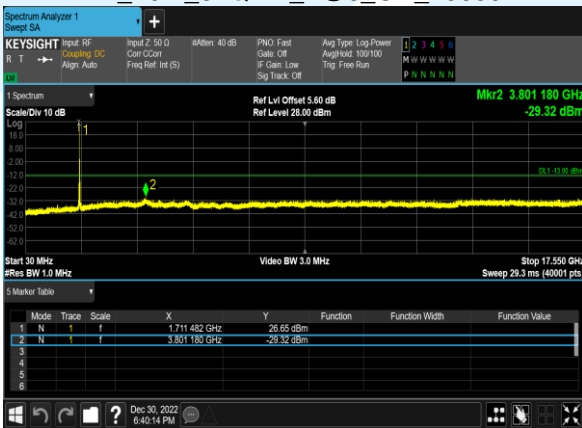 Spectrum Analyzer 1
Swept SA
+
KEYSIGHT Input: RF Input Z: 50 Ω #Atten: 40 dB PNO: Fast Avg Type: Log-Power 1 2 3 4 5 6
R T Coupling: DC Corr CCorr Gate: Off Avg|Hold: 100/100 M W W W W W
Align: Auto Freq Ref: Int (S) IF Gain: Low Trig: Free Run
LW Sig Track: Off P N N N N N
1 Spectrum Ref Lvl Offset 5.60 dB Mkr2 3.801 180 GHz
Scale/Div 10 dB Ref Level 28.00 dBm -29.32 dBm
Log
18.0 1
8.00
-2.00
-12.0 DL1 -13.00 dBm
-22.0 2
-32.0
-42.0
-52.0
-62.0
Start 30 MHz Video BW 3.0 MHz Stop 17.550 GHz
#Res BW 1.0 MHz Sweep 29.3 ms (40001 pts
5 Marker Table
Mode Trace Scale X Y Function Function Width Function Value
1 N 1 f 1.711 482 GHz 26.65 dBm
2 N 1 f 3.801 180 GHz -29.32 dBm
3
4
5
6
? Dec 30, 2022
6:40:14 PM